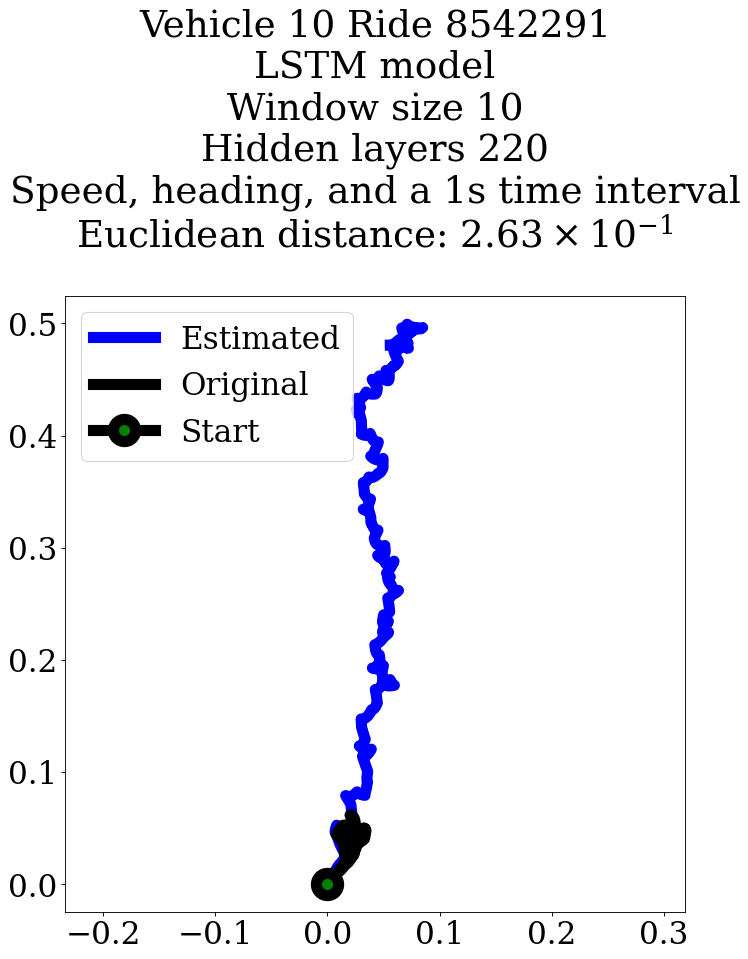 Vehicle 10 Ride 8542291
LSTM model
Window size 10
Hidden layers 220
Speed, heading, and a 1s time interval
Euclidean distance: 2.63 × 10⁻¹
Estimated
Original
Start
0.5
0.4
0.3
0.2
0.1
0.0
−0.2 −0.1 0.0 0.1 0.2 0.3